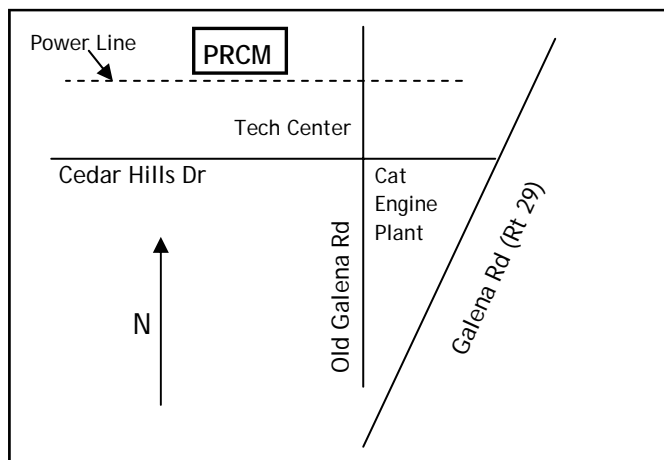 Power Line
PRCM
Tech Center
Cedar Hills Dr
Cat
Engine
Plant
Old Galena Rd
Galena Rd (Rt 29)
N